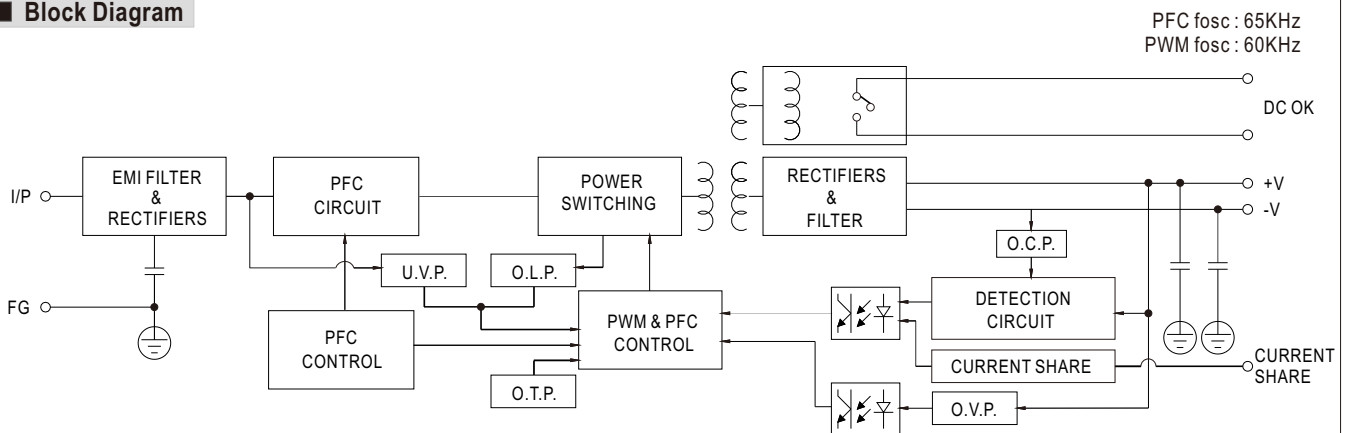 Block Diagram
PFC fosc : 65KHz
PWM fosc : 60KHz
DC OK
I/P
EMI FILTER
&
RECTIFIERS
PFC
CIRCUIT
POWER
SWITCHING
RECTIFIERS
&
FILTER
+V
-V
O.C.P.
U.V.P.
O.L.P.
FG
PFC
CONTROL
PWM & PFC
CONTROL
DETECTION
CIRCUIT
O.T.P.
CURRENT SHARE
CURRENT
SHARE
O.V.P.